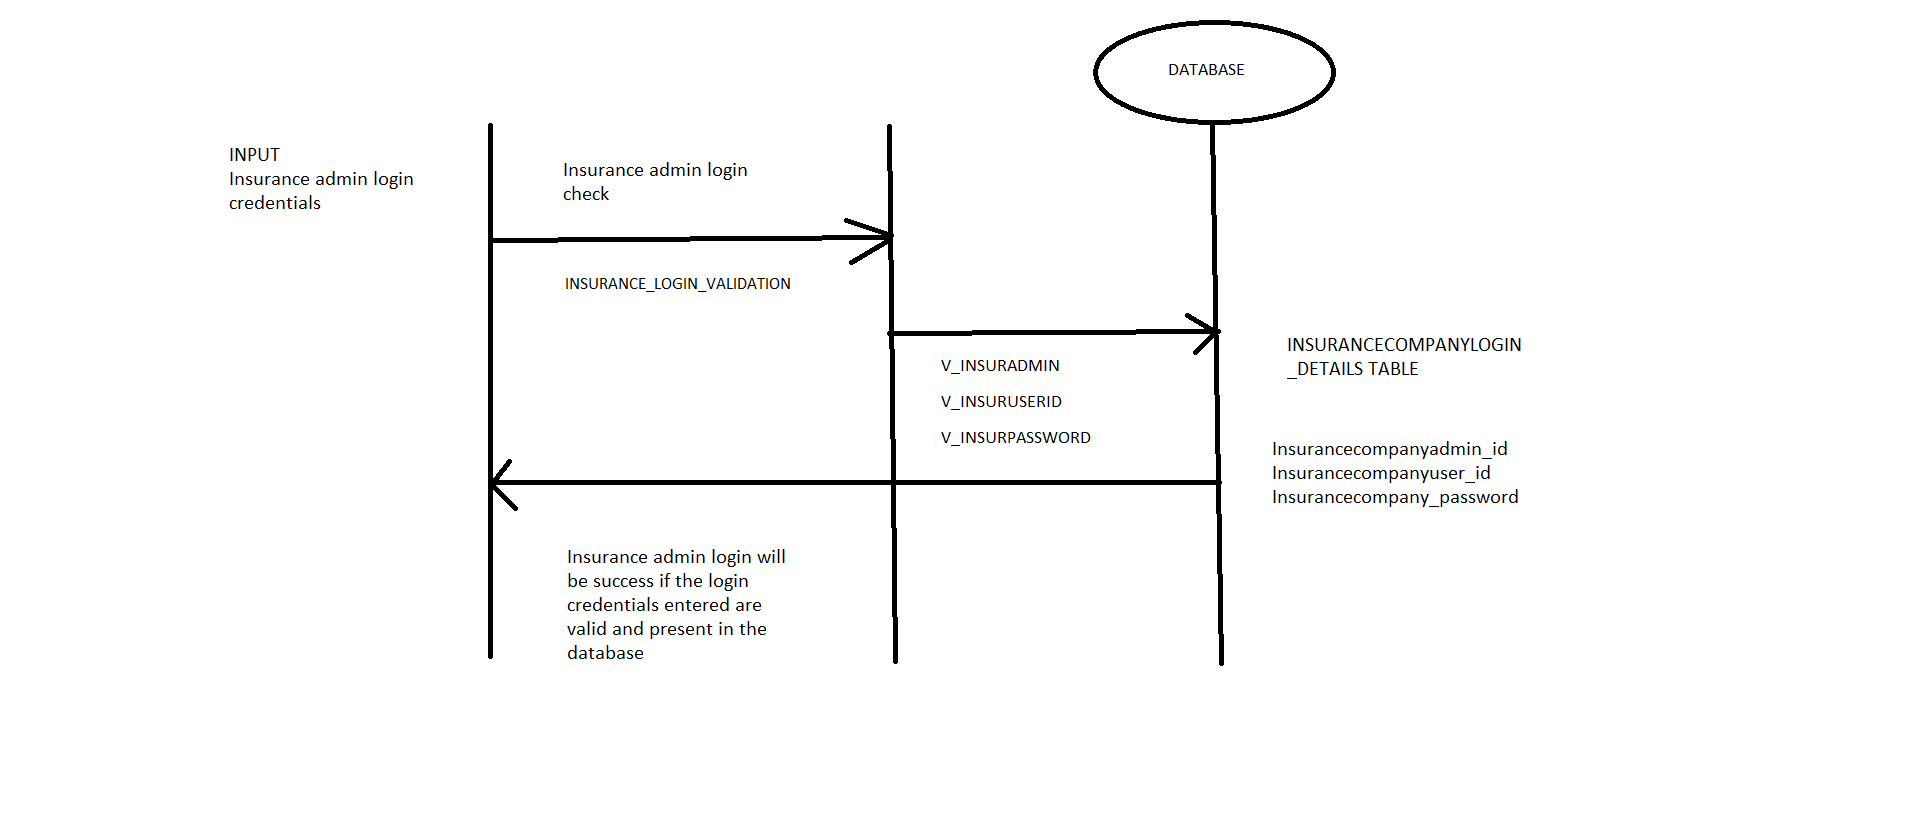 DATABASE
INPUT
Insurance admin login
credentials
Insurance admin login
check
INSURANCE_LOGIN_VALIDATION
INSURANCECOMPANYLOGIN
_DETAILS TABLE
V_INSURADMIN
V_INSURUSERID
V_INSURPASSWORD
Insurancecompanyadmin_id
Insurancecompanyuser_id
Insurancecompany_password
Insurance admin login will
be success if the login
credentials entered are
valid and present in the
database